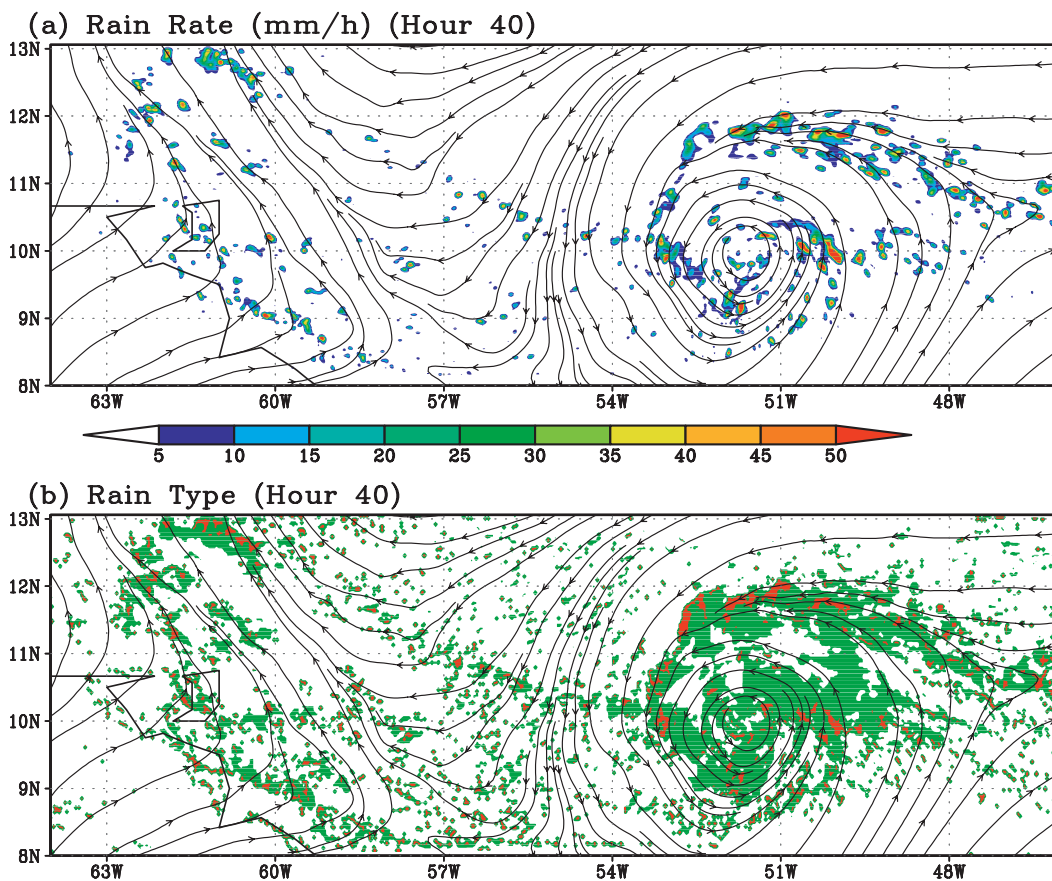 (a) Rain Rate (mm/h) (Hour 40)
13N
12N
11N
10N
9N
8N
63W 60W 57W 54W 51W 48W
5 10 15 20 25 30 35 40 45 50
(b) Rain Type (Hour 40)
13N
12N
11N
10N
9N
8N
63W 60W 57W 54W 51W 48W